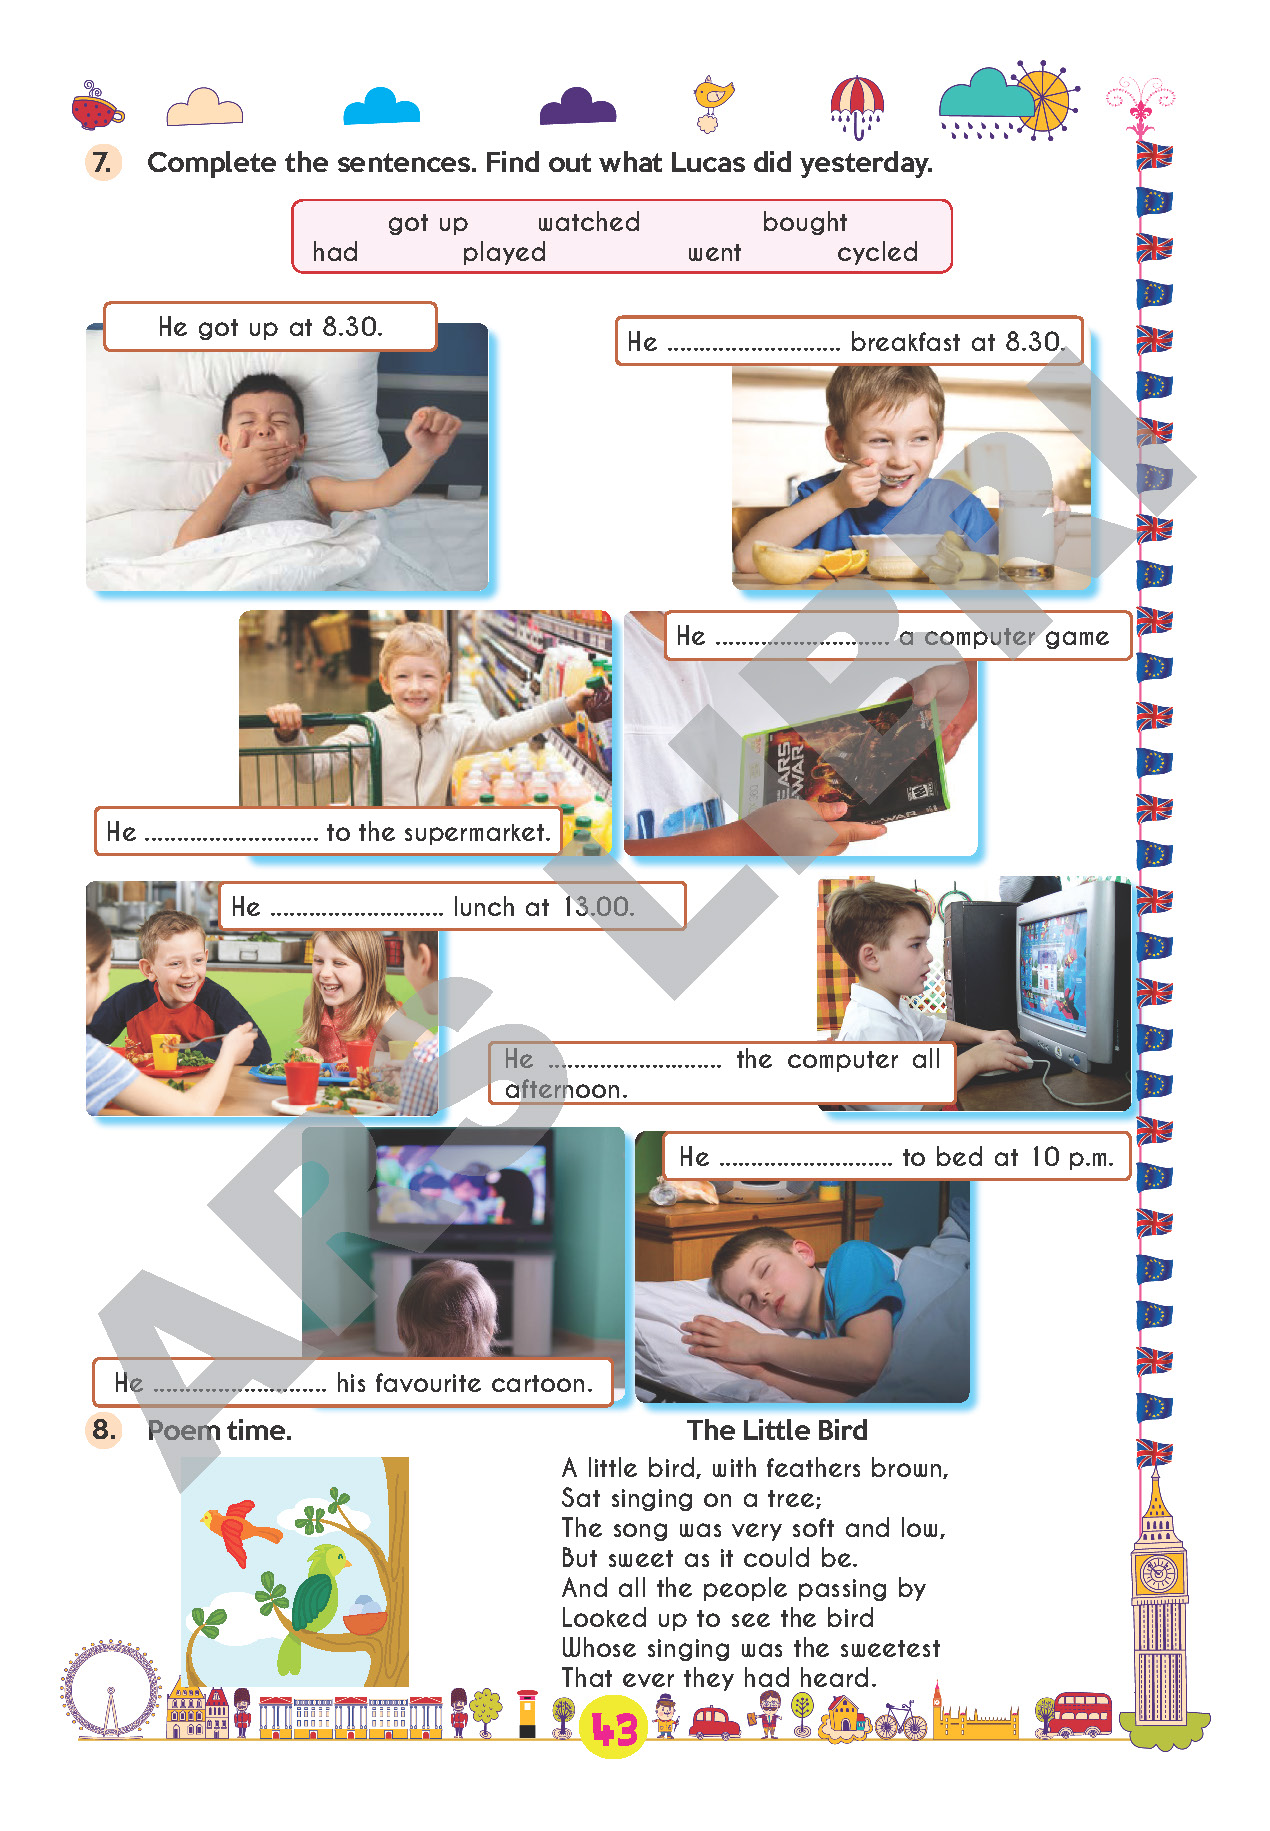 7. Complete the sentences. Find out what Lucas did yesterday.
got up watched bought
had played went cycled
He got up at 8.30.
He ........................... breakfast at 8.30.
He ........................... a computer game
He ........................... to the supermarket.
He ........................... lunch at 13.00.
He ........................... the computer all
afternoon.
He ........................... to bed at 10 p.m.
He ........................... his favourite cartoon.
8. Poem time.
The Little Bird
A little bird, with feathers brown,
Sat singing on a tree;
The song was very soft and low,
But sweet as it could be.
And all the people passing by
Looked up to see the bird
Whose singing was the sweetest
That ever they had heard.
43
ARS LIBRI